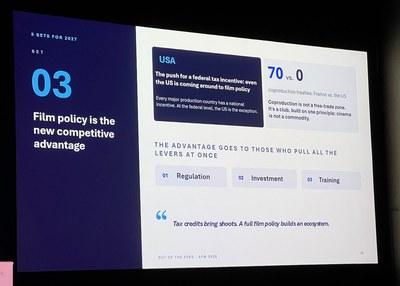 5 BETS FOR 2027
BET
03
Film policy is the
new competitive
advantage
USA
The push for a federal tax incentive: even
the US is coming around to film policy
Every major production country has a national
incentive. At the federal level, the US is the exception.
70 vs. 0
coproduction treaties: France vs. the US
Coproduction is not a free-trade zone.
It's a club, built on one principle: cinema
is not a commodity.
THE ADVANTAGE GOES TO THOSE WHO PULL ALL THE
LEVERS AT ONCE
01 Regulation
02 Investment
03 Training
“ Tax credits bring shoots. A full film policy builds an ecosystem.